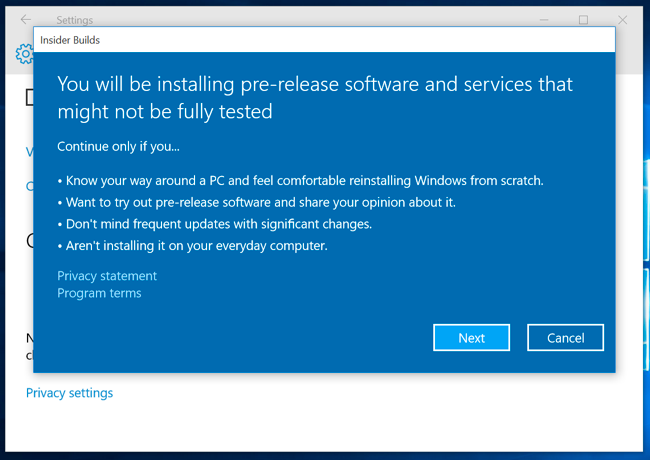 Settings
Insider Builds
You will be installing pre-release software and services that
might not be fully tested
Continue only if you...
• Know your way around a PC and feel comfortable reinstalling Windows from scratch.
• Want to try out pre-release software and share your opinion about it.
• Don't mind frequent updates with significant changes.
• Aren't installing it on your everyday computer.
Privacy statement
Program terms
Next Cancel
Privacy settings